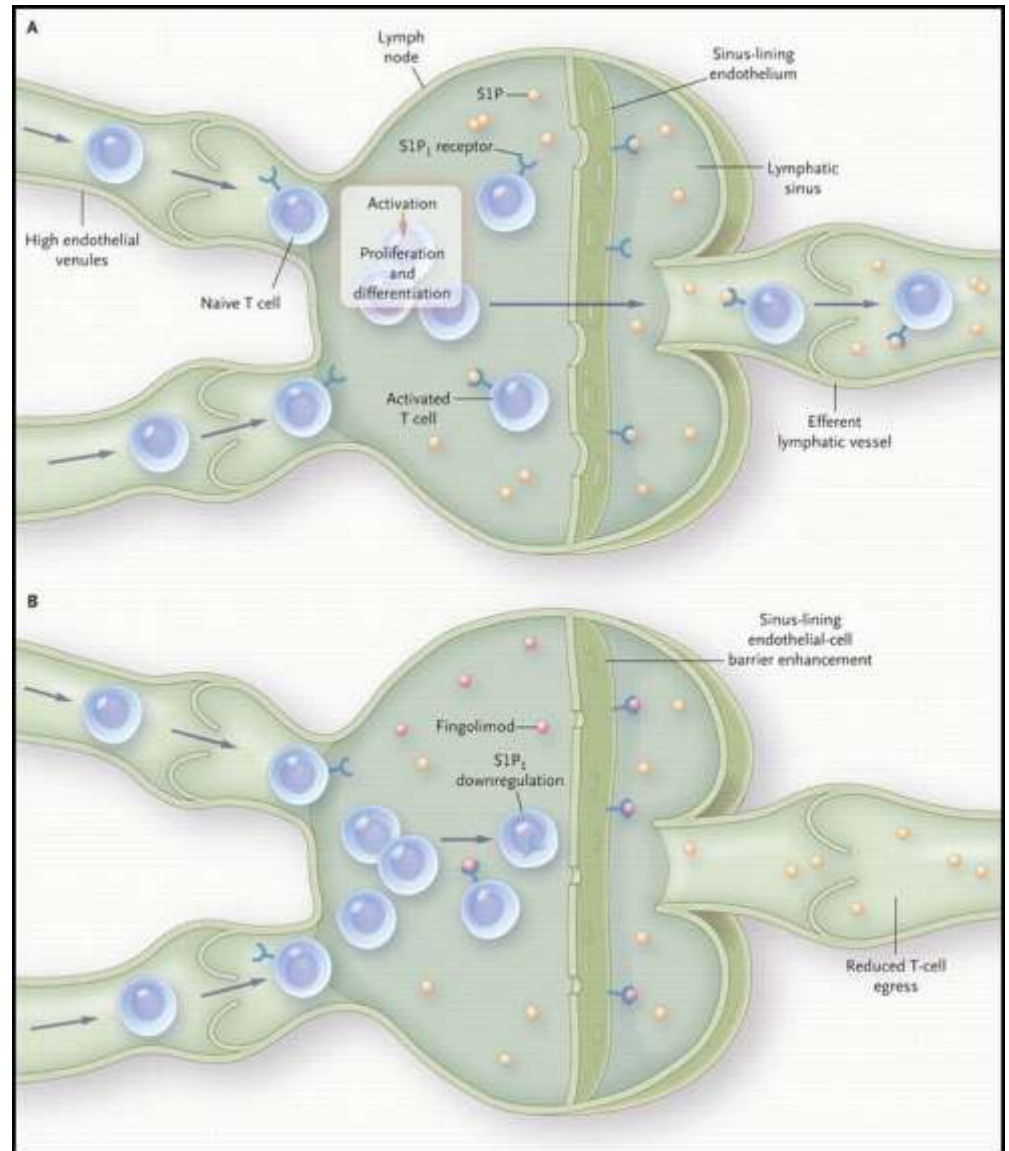 A
Lymph
node
Sinus-lining
endothelium
S1P
S1P₁ receptor
Lymphatic
sinus
Activation
High endothelial
venules
Proliferation
and
differentiation
Naive T cell
Activated
T cell
Efferent
lymphatic vessel
B
Sinus-lining
endothelial-cell
barrier enhancement
Fingolimod
S1P₁
downregulation
Reduced T-cell
egress